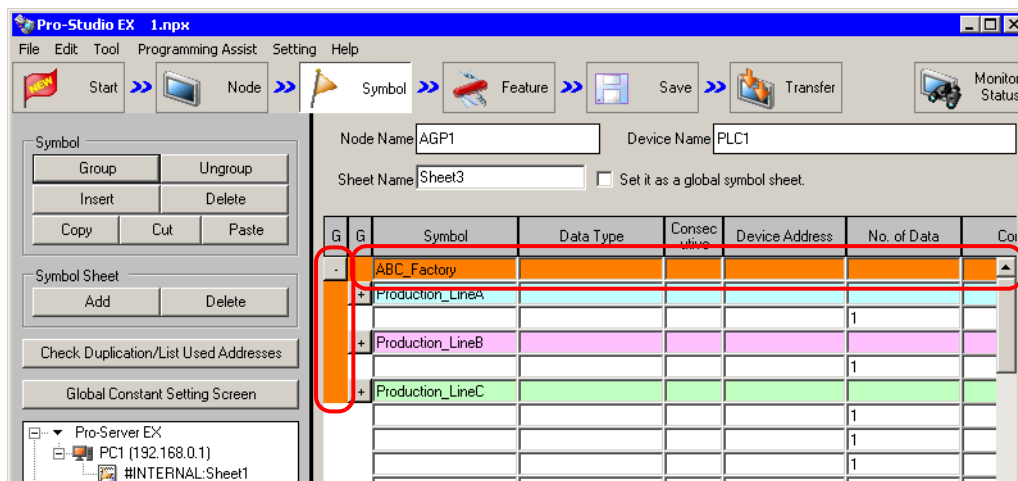 Pro-Studio EX 1.npx
File Edit Tool Programming Assist Setting Help
NEW Start Node Symbol Feature Save Transfer Monitor Status
Symbol
Group Ungroup
Insert Delete
Copy Cut Paste
Symbol Sheet
Add Delete
Check Duplication/List Used Addresses
Global Constant Setting Screen
Pro-Server EX
PC1 (192.168.0.1)
#INTERNAL:Sheet1
Node Name AGP1 Device Name PLC1
Sheet Name Sheet3 Set it as a global symbol sheet.
G G Symbol Data Type Consec utive Device Address No. of Data
- ABC_Factory
+ Production_LineA
1
+ Production_LineB
1
+ Production_LineC
1
1
1